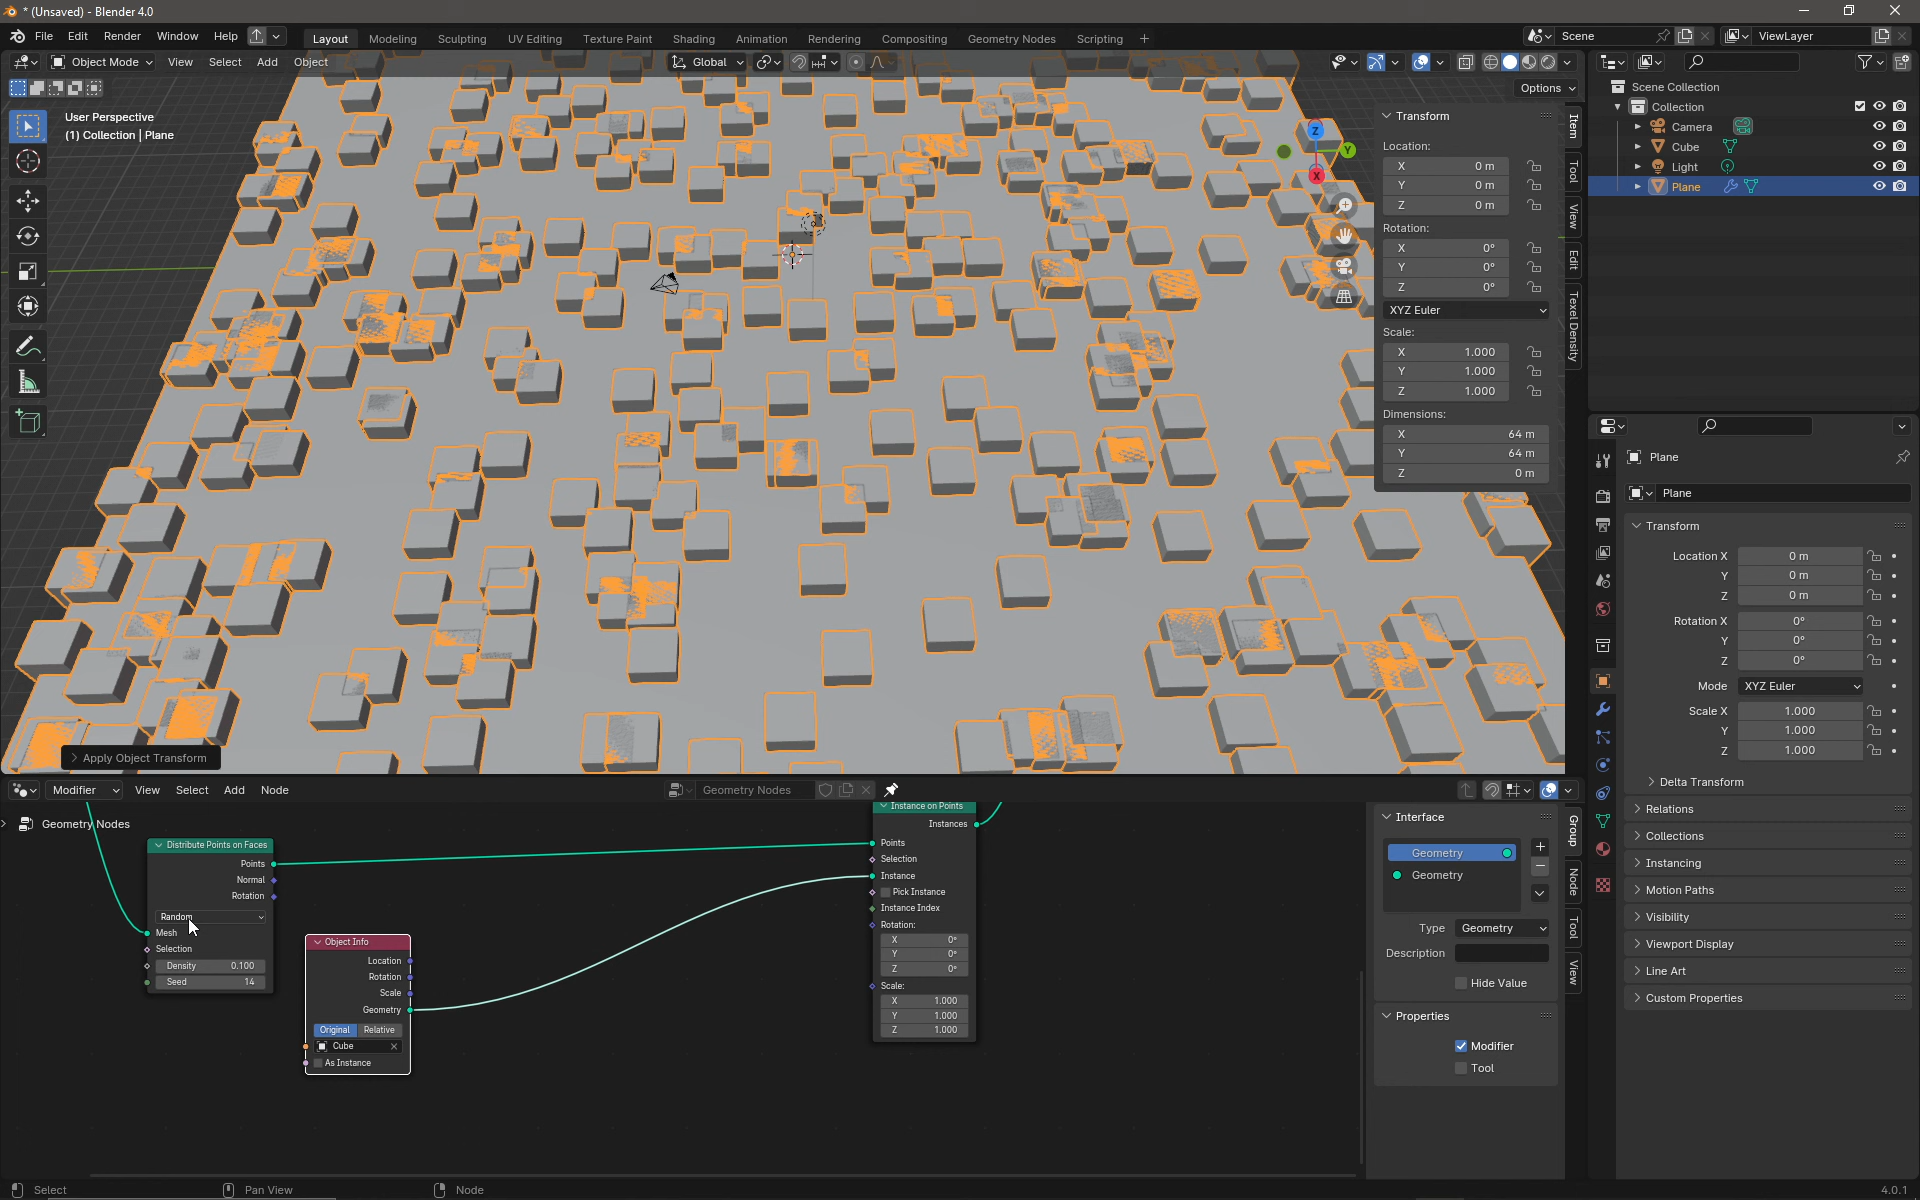 * (Unsaved) - Blender 4.0
File Edit Render Window Help
Layout Modeling Sculpting UV Editing Texture Paint Shading Animation Rendering Compositing Geometry Nodes Scripting +
Scene
ViewLayer
Object Mode View Select Add Object
Global
Options
User Perspective
(1) Collection | Plane
Z
Y
X
Transform
Location:
X 0 m
Y 0 m
Z 0 m
Rotation:
X 0°
Y 0°
Z 0°
XYZ Euler
Scale:
X 1.000
Y 1.000
Z 1.000
Dimensions:
X 64 m
Y 64 m
Z 0 m
Item
Tool
View
Edit
Texel Density
Apply Object Transform
Scene Collection
Collection
Camera
Cube
Light
Plane
Plane
Plane
Transform
Location X 0 m
Y 0 m
Z 0 m
Rotation X 0°
Y 0°
Z 0°
Mode XYZ Euler
Scale X 1.000
Y 1.000
Z 1.000
Delta Transform
Relations
Collections
Instancing
Motion Paths
Visibility
Viewport Display
Line Art
Custom Properties
Modifier View Select Add Node
Geometry Nodes
Geometry Nodes
Distribute Points on Faces
Points
Normal
Rotation
Random
Mesh
Selection
Density 0.100
Seed 14
Object Info
Location
Rotation
Scale
Geometry
Original Relative
Cube
As Instance
Instance on Points
Instances
Points
Selection
Instance
Pick Instance
Instance Index
Rotation:
X 0°
Y 0°
Z 0°
Scale:
X 1.000
Y 1.000
Z 1.000
Interface
Geometry
Geometry
Type Geometry
Description
Hide Value
Properties
Modifier
Tool
Group
Node
Tool
View
Select
Pan View
Node
4.0.1